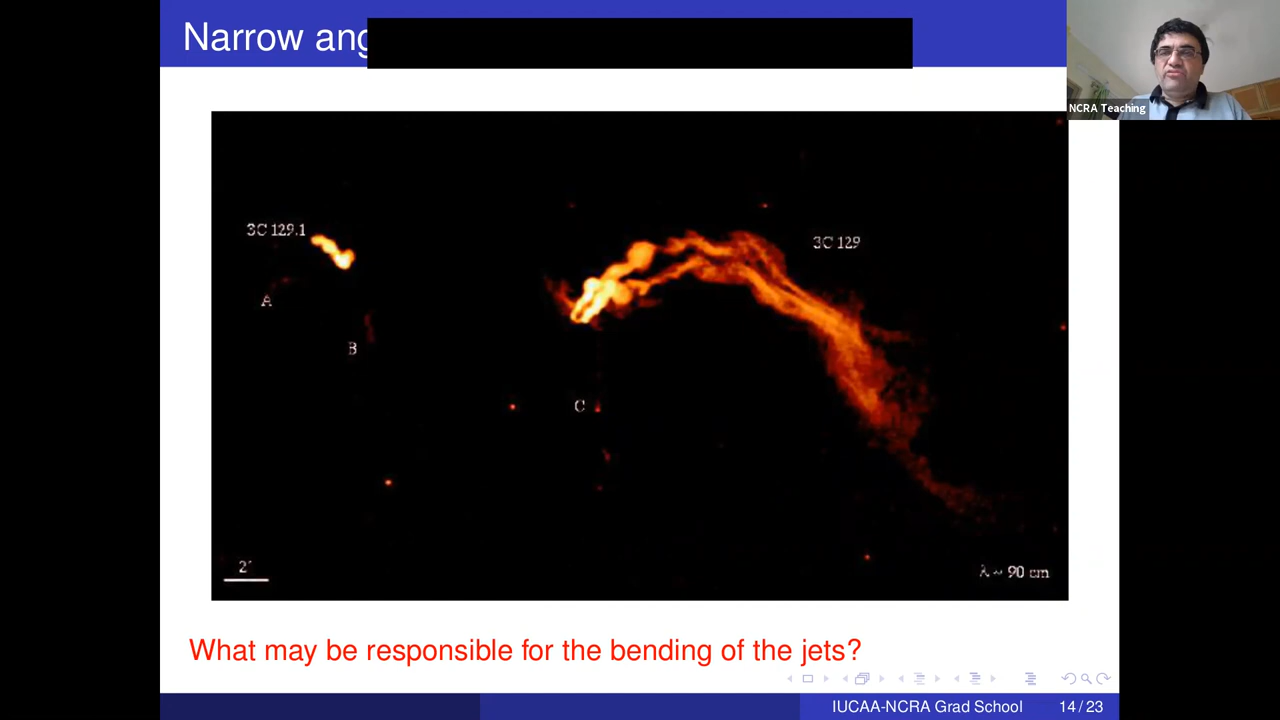 Narrow ang
NCRA Teaching
3C 129.1
3C 129
A
B
C
2'
λ ~ 90 cm
What may be responsible for the bending of the jets?
IUCAA-NCRA Grad School 14 / 23